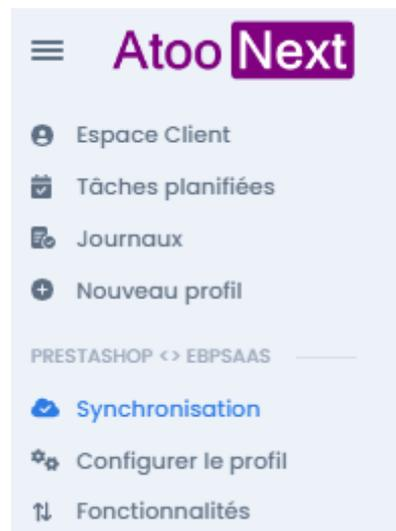 Atoo Next
Espace Client
Tâches planifiées
Journaux
Nouveau profil
PRESTASHOP <> EBPSAAS
Synchronisation
Configurer le profil
Fonctionnalités